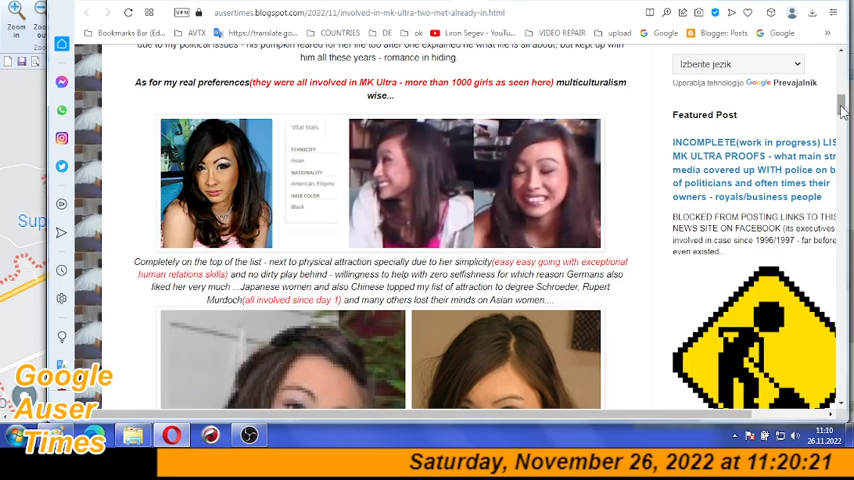 Zoom in
Zoom out
Sup
VPN
ausertimes.blogspot.com/2022/11/involved-in-mk-ultra-two-met-already-in.html
Bookmarks Bar (Ed...
AVTX
https://translate.go...
COUNTRIES
DE
ok
Liron Segev - YouTu...
VIDEO REPAIR
upload
Google
Blogger: Posts
Google
due to my political issues - his pumpkin feared for her life too after one explained he what life is all about, but kept up with
him all these years - romance in hiding.
As for my real preferences(they were all involved in MK Ultra - more than 1000 girls as seen here) multiculturalism
wise...
Vital Stats
ETHNICITY
Asian
NATIONALITY
American, Filipino
HAIR COLOR
Black
Completely on the top of the list - next to physical attraction specially due to her simplicity(easy easy going with exceptional
human relations skills) and no dirty play behind - willingness to help with zero selfishness for which reason Germans also
liked her very much ...Japanese women and also Chinese topped my list of attraction to degree Schroeder, Rupert
Murdoch(all involved since day 1) and many others lost their minds on Asian women....
Izberite jezik
Uporablja tehnologijo Google Prevajalnik
Featured Post
INCOMPLETE(work in progress) LIS
MK ULTRA PROOFS - what main str
media covered up WITH police on b
of politicians and often times their
owners - royals/business people
BLOCKED FROM POSTING LINKS TO THI
NEWS SITE ON FACEBOOK (its executives
involved in case since 1996/1997 - far before
even existed...
Google
Auser
Times
11:10
26.11.2022
Saturday, November 26, 2022 at 11:20:21